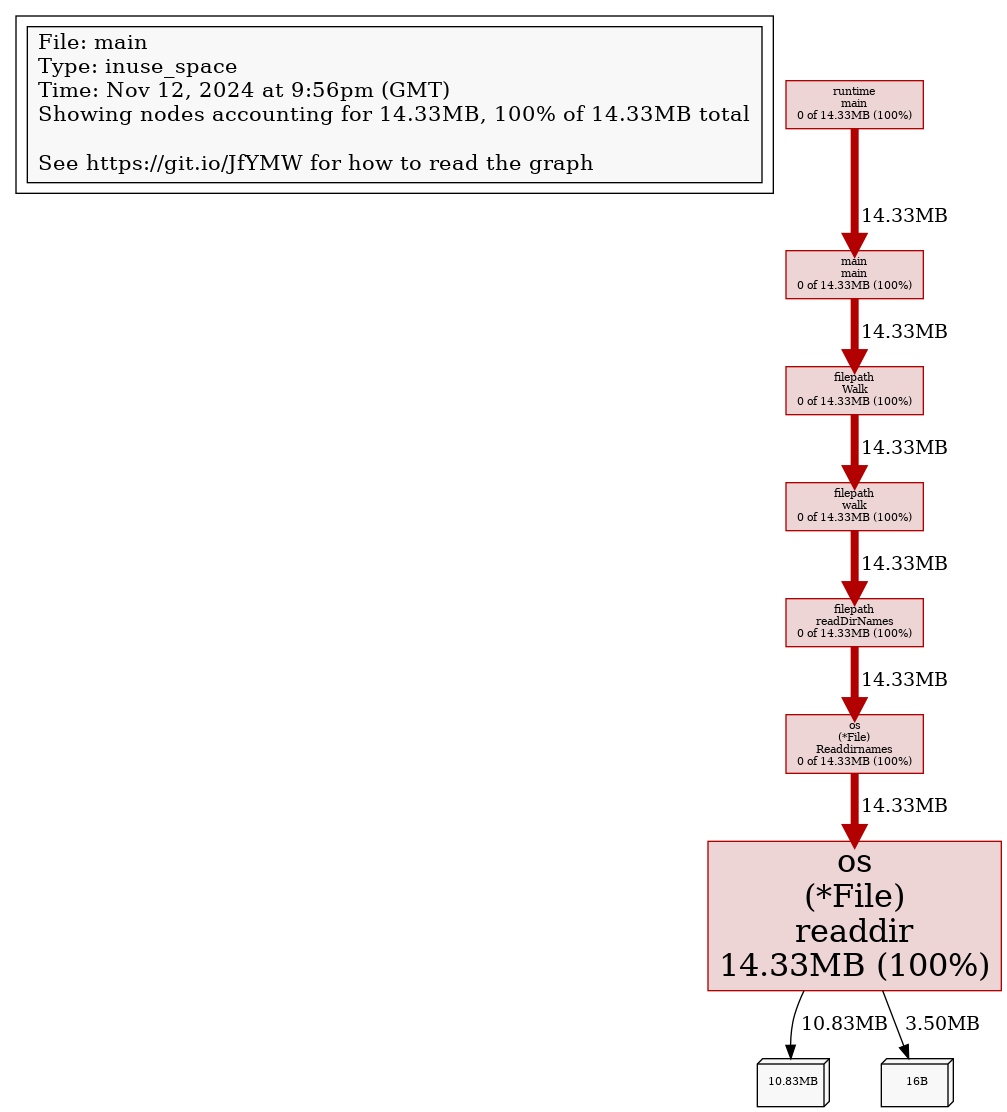 File: main
Type: inuse_space
Time: Nov 12, 2024 at 9:56pm (GMT)
Showing nodes accounting for 14.33MB, 100% of 14.33MB total
See https://git.io/JfYMW for how to read the graph
runtime
main
0 of 14.33MB (100%)
14.33MB
main
main
0 of 14.33MB (100%)
14.33MB
filepath
Walk
0 of 14.33MB (100%)
14.33MB
filepath
walk
0 of 14.33MB (100%)
14.33MB
filepath
readDirNames
0 of 14.33MB (100%)
14.33MB
os
(*File)
Readdirnames
0 of 14.33MB (100%)
14.33MB
os
(*File)
readdir
14.33MB (100%)
10.83MB
3.50MB
10.83MB
16B